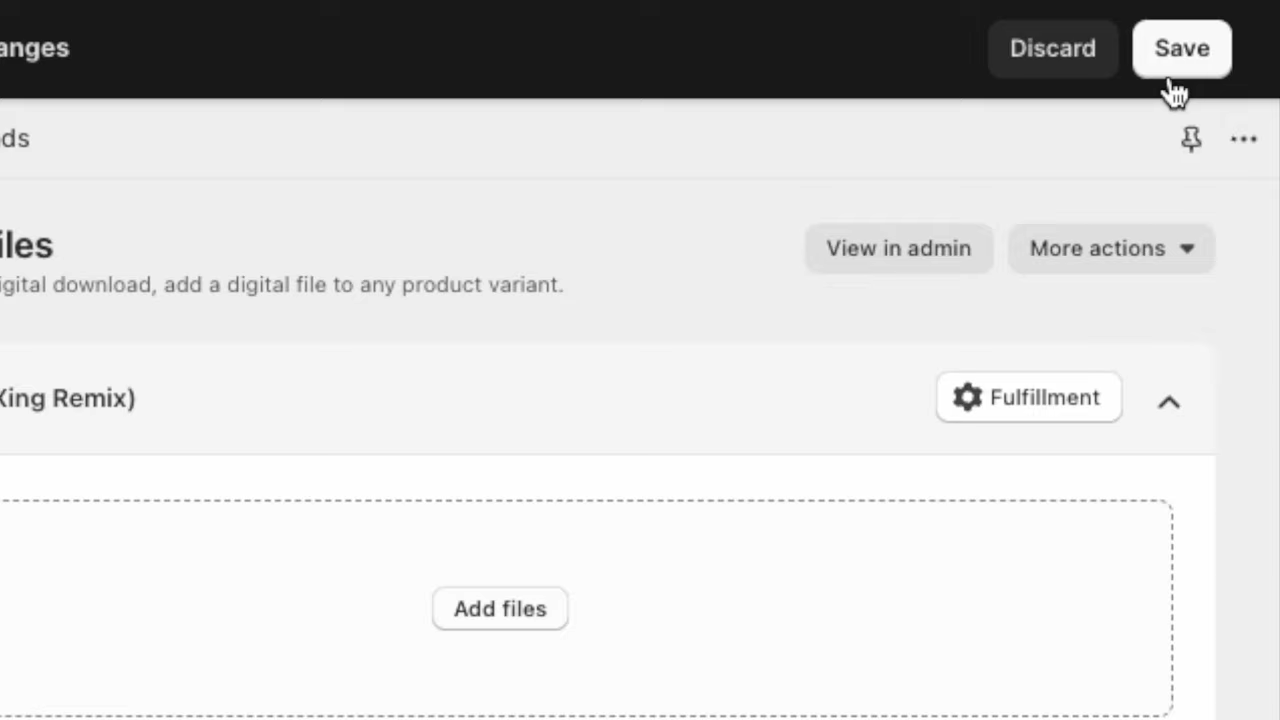 anges
Discard
Save
ds
iles
View in admin
More actions
igital download, add a digital file to any product variant.
King Remix)
Fulfillment
Add files